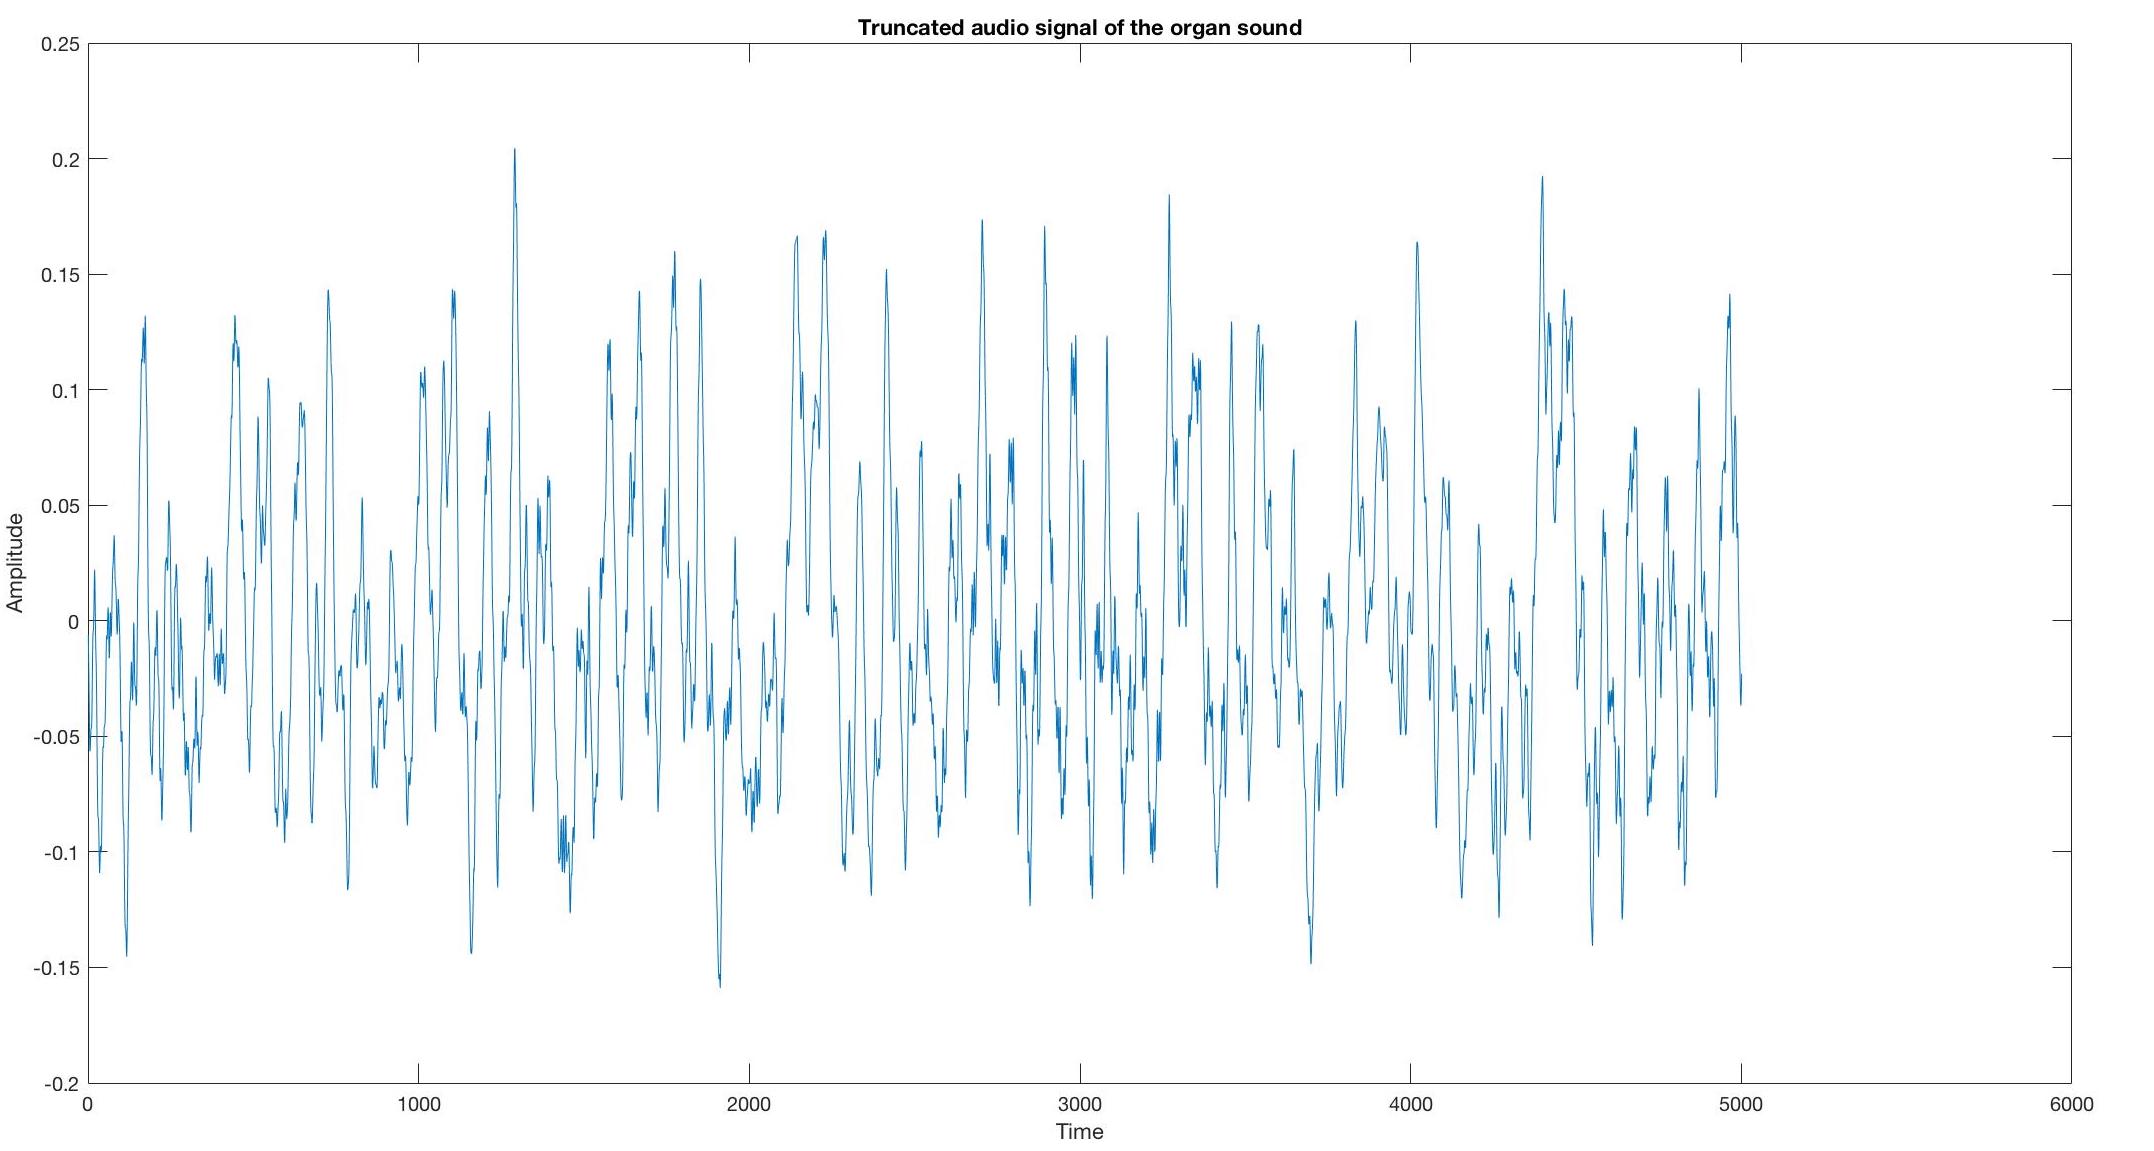 Truncated audio signal of the organ sound
0.25
0.2
0.15
0.1
0.05
0
-0.05
-0.1
-0.15
-0.2
Amplitude
0 1000 2000 3000 4000 5000 6000
Time